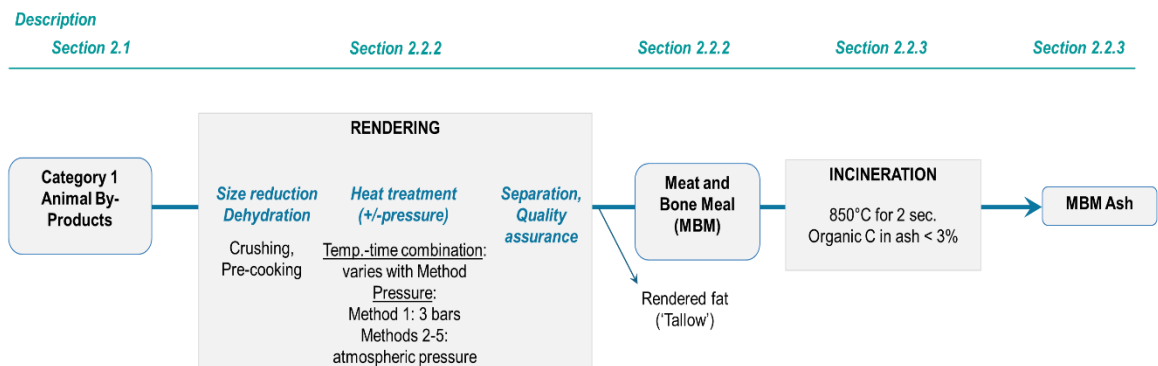 Description
Section 2.1
Section 2.2.2
Section 2.2.2
Section 2.2.3
Section 2.2.3
Category 1
Animal By-
Products
RENDERING
Size reduction
Dehydration
Crushing,
Pre-cooking
Heat treatment
(+/-pressure)
Temp.-time combination:
varies with Method
Pressure:
Method 1: 3 bars
Methods 2-5:
atmospheric pressure
Separation,
Quality
assurance
Rendered fat
('Tallow')
Meat and
Bone Meal
(MBM)
INCINERATION
850°C for 2 sec.
Organic C in ash < 3%
MBM Ash